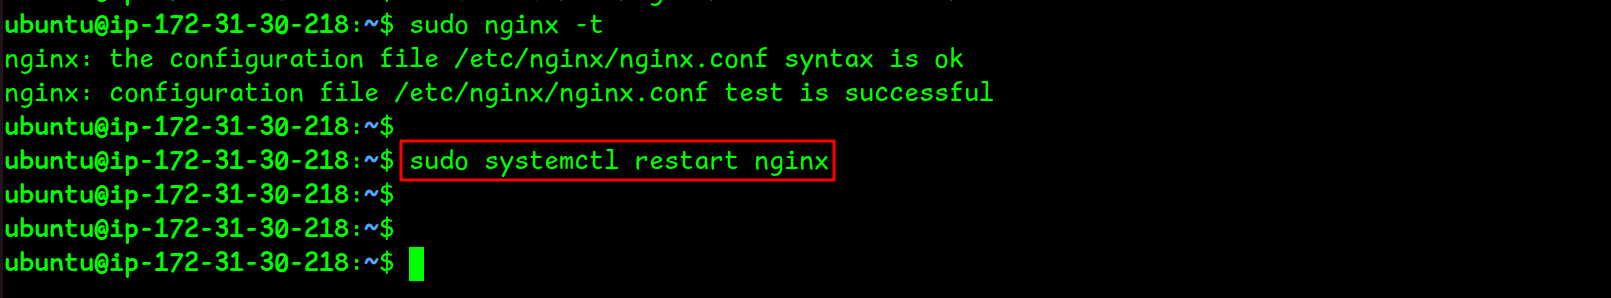 ubuntu@ip-172-31-30-218:~$ sudo nginx -t
nginx: the configuration file /etc/nginx/nginx.conf syntax is ok
nginx: configuration file /etc/nginx/nginx.conf test is successful
ubuntu@ip-172-31-30-218:~$
ubuntu@ip-172-31-30-218:~$ sudo systemctl restart nginx
ubuntu@ip-172-31-30-218:~$
ubuntu@ip-172-31-30-218:~$
ubuntu@ip-172-31-30-218:~$